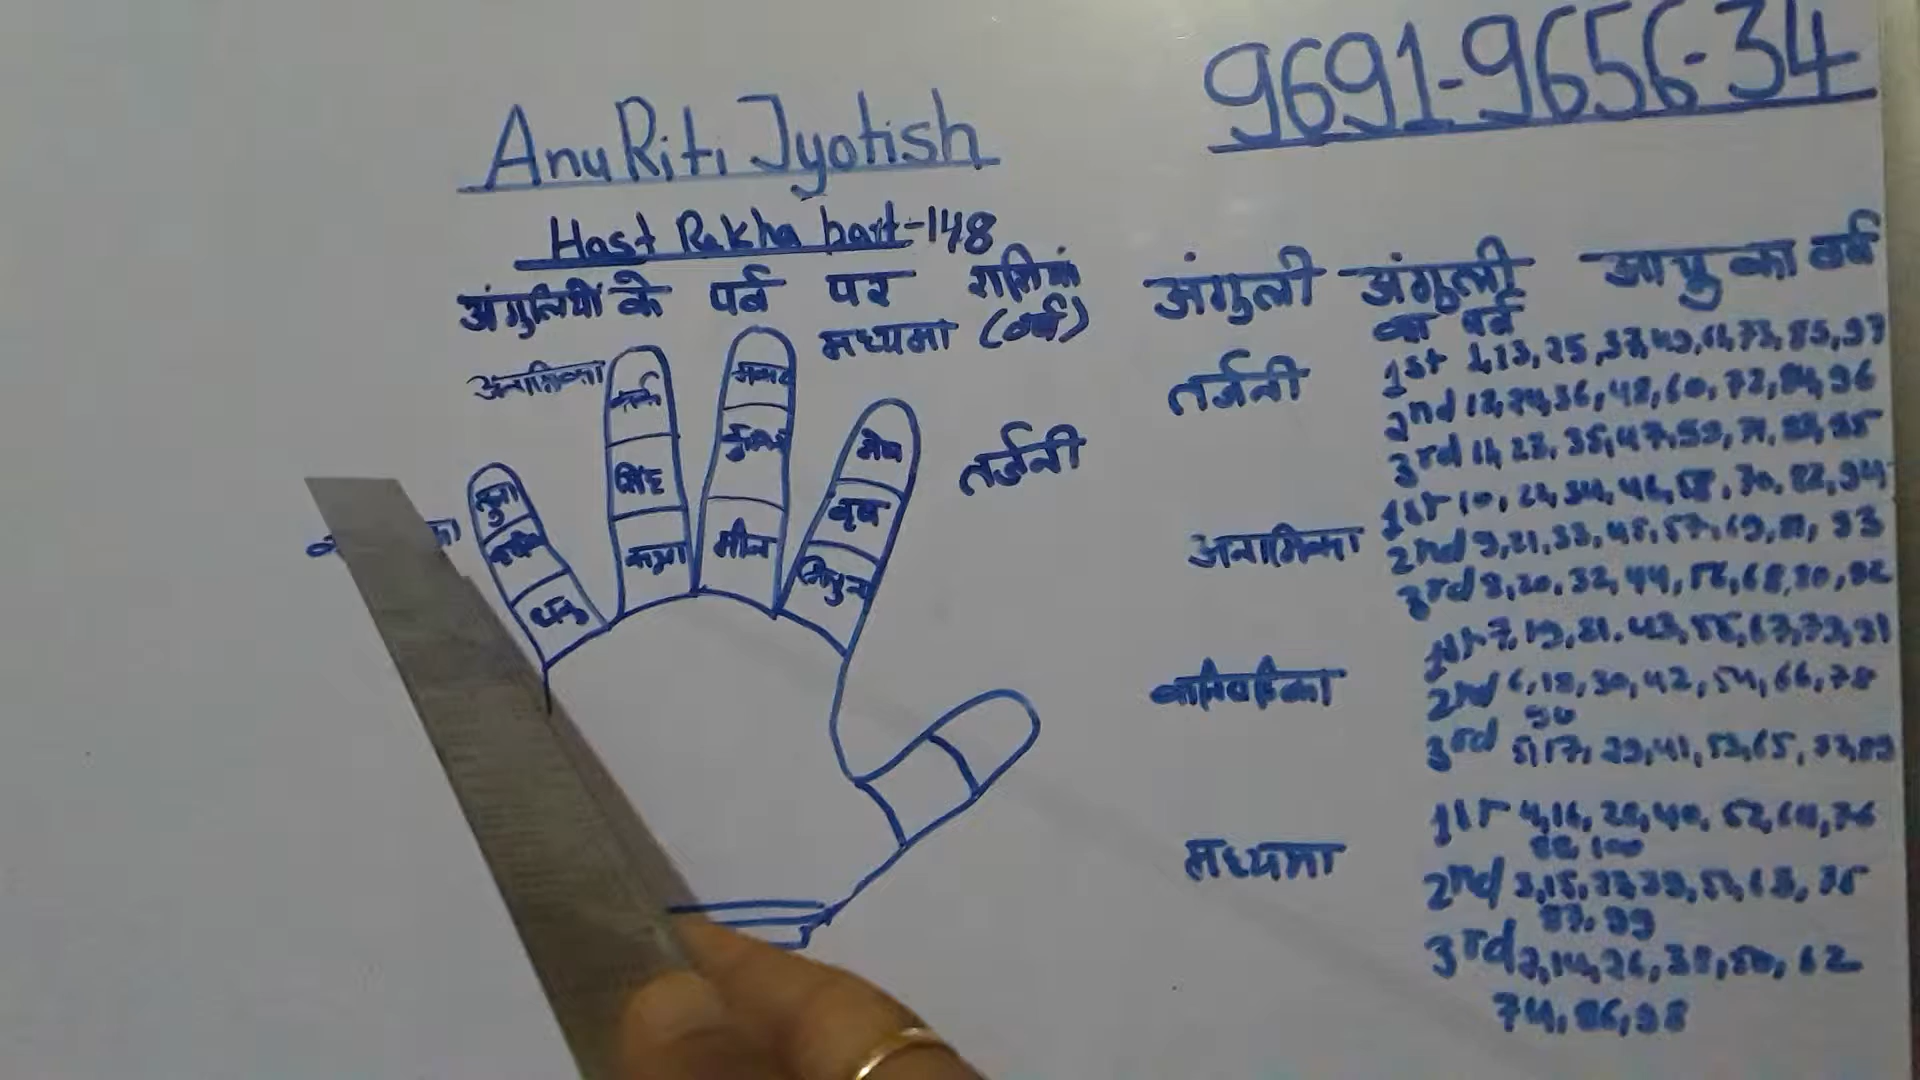 9691-9656-34
AnuRiti Jyotish
Hast Rekha part-148
अंगुलियों के पर्व पर राशियां
(वर्ष)
मध्यमा
अनामिका
तर्जनी
कर्क
सिंह
कन्या
मकर
कुम्भ
मीन
मेष
वृष
मिथुन
तुला
धनु
अंगुली अंगुली का पर्व आयु का वर्ष
तर्जनी
1st 1,13,25,37,49,61,73,85,97
2nd 12,24,36,48,60,72,84,96
3rd 11,23,35,47,59,71,83,95
अनामिका
1st 10,22,34,46,58,70,82,94
2nd 9,21,33,45,57,69,81,93
3rd 8,20,32,44,56,68,80,92
कनिष्ठिका
1st 7,19,31,43,55,67,79,91
2nd 6,18,30,42,54,66,78
90
3rd 5,17,29,41,53,65,77,89
मध्यमा
1st 4,16,28,40,52,64,76
88,100
2nd 3,15,27,39,51,63,75
87,99
3rd 2,14,26,38,50,62
74,86,98